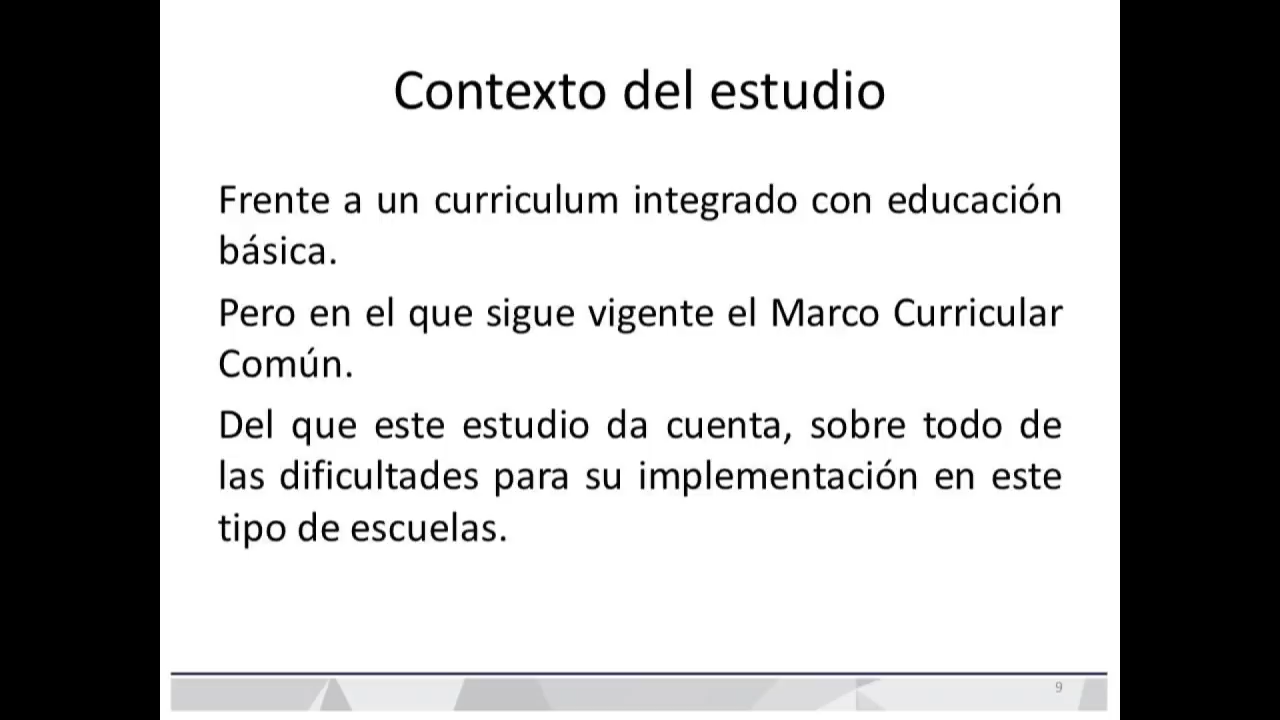 Contexto del estudio
Frente a un curriculum integrado con educación
básica.
Pero en el que sigue vigente el Marco Curricular
Común.
Del que este estudio da cuenta, sobre todo de
las dificultades para su implementación en este
tipo de escuelas.
9